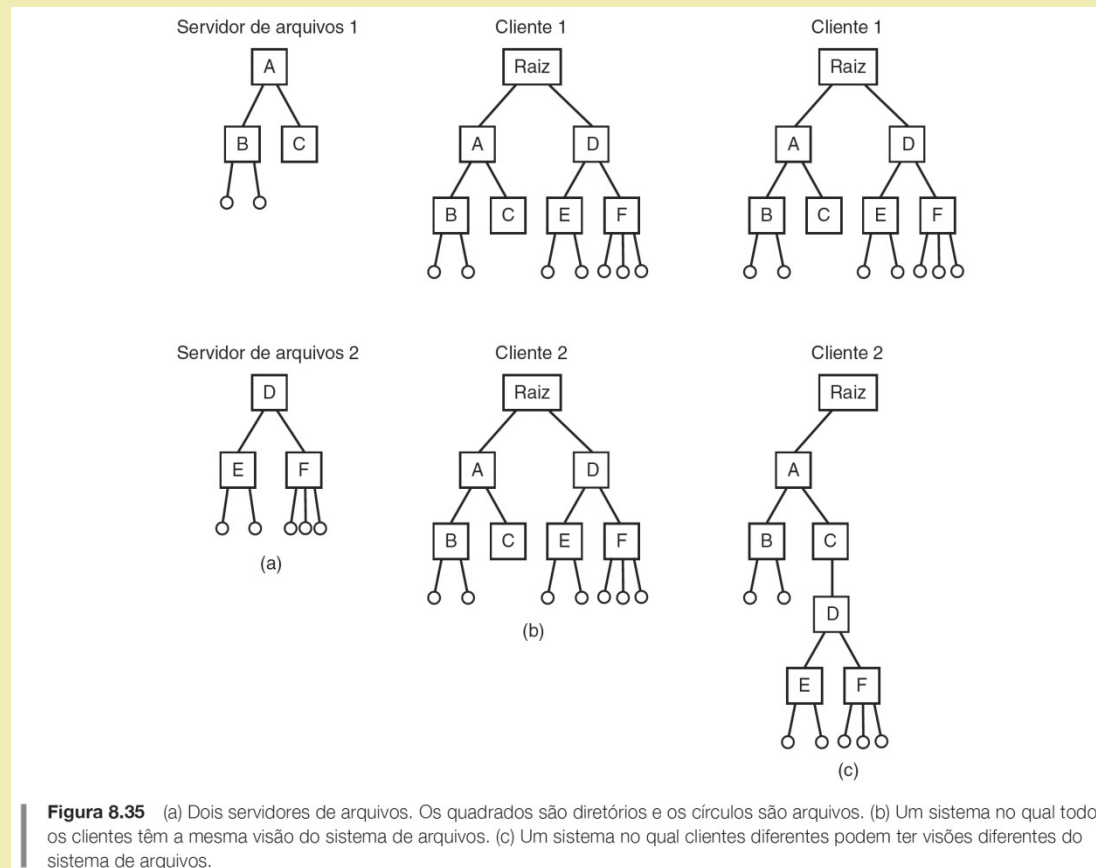 Servidor de arquivos 1
A
B C
Cliente 1
Raiz
A D
B C E F
Cliente 1
Raiz
A D
B C E F
Servidor de arquivos 2
D
E F
(a)
Cliente 2
Raiz
A D
B C E F
(b)
Cliente 2
Raiz
A
B C
D
E F
(c)
Figura 8.35 (a) Dois servidores de arquivos. Os quadrados são diretórios e os círculos são arquivos. (b) Um sistema no qual todo
os clientes têm a mesma visão do sistema de arquivos. (c) Um sistema no qual clientes diferentes podem ter visões diferentes do
sistema de arquivos.